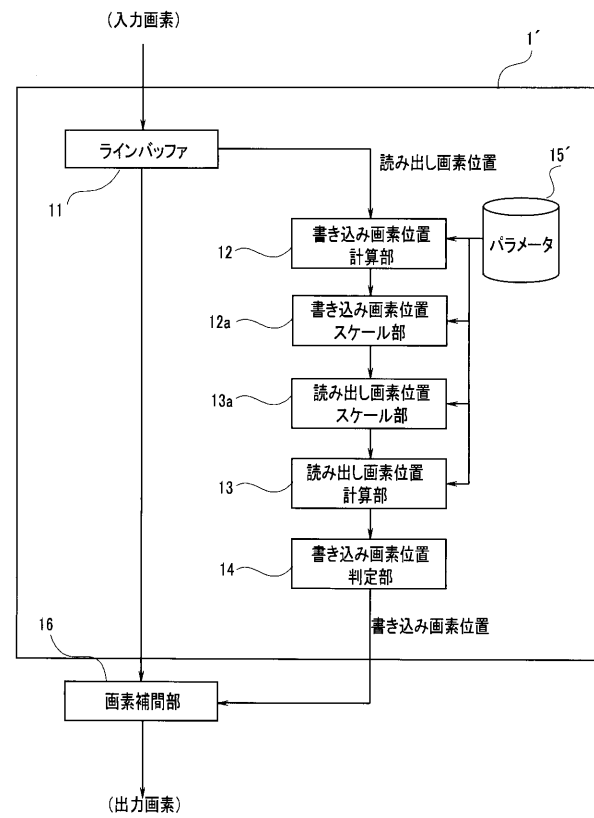 (入力画素)
1´
ラインバッファ
11
読み出し画素位置
15´
パラメータ
12
書き込み画素位置
計算部
12a
書き込み画素位置
スケール部
13a
読み出し画素位置
スケール部
13
読み出し画素位置
計算部
14
書き込み画素位置
判定部
書き込み画素位置
16
画素補間部
(出力画素)